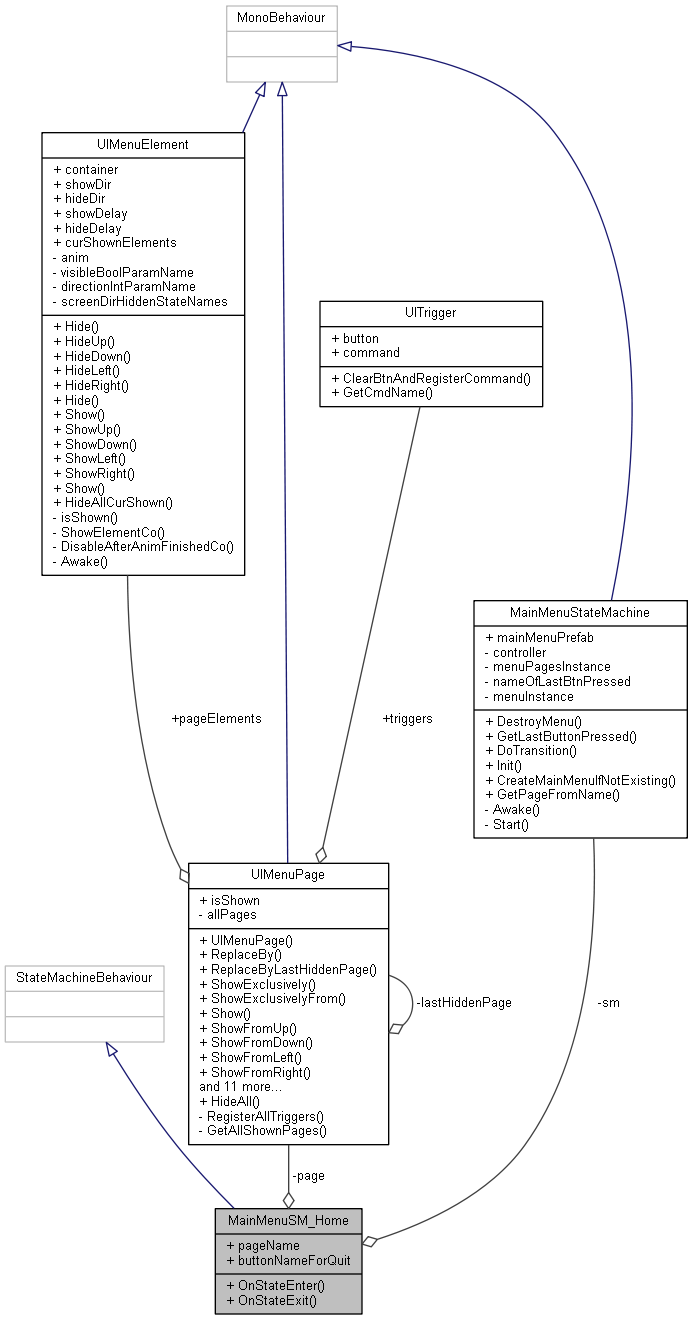 MonoBehaviour
UIMenuElement
+ container
+ showDir
+ hideDir
+ showDelay
+ hideDelay
+ curShownElements
- anim
- visibleBoolParamName
- directionIntParamName
- screenDirHiddenStateNames
+ Hide()
+ HideUp()
+ HideDown()
+ HideLeft()
+ HideRight()
+ Hide()
+ Show()
+ ShowUp()
+ ShowDown()
+ ShowLeft()
+ ShowRight()
+ Show()
+ HideAllCurShown()
- isShown()
- ShowElementCo()
- DisableAfterAnimFinishedCo()
- Awake()
UITrigger
+ button
+ command
+ ClearBtnAndRegisterCommand()
+ GetCmdName()
MainMenuStateMachine
+ mainMenuPrefab
- controller
- menuPagesInstance
- nameOfLastBtnPressed
- menuInstance
+ DestroyMenu()
+ GetLastButtonPressed()
+ DoTransition()
+ Init()
+ CreateMainMenuIfNotExisting()
+ GetPageFromName()
- Awake()
- Start()
+pageElements
+triggers
UIMenuPage
+ isShown
- allPages
+ UIMenuPage()
+ ReplaceBy()
+ ReplaceByLastHiddenPage()
+ ShowExclusively()
+ ShowExclusivelyFrom()
+ Show()
+ ShowFromUp()
+ ShowFromDown()
+ ShowFromLeft()
+ ShowFromRight()
and 11 more...
+ HideAll()
- RegisterAllTriggers()
- GetAllShownPages()
StateMachineBehaviour
-lastHiddenPage
-sm
-page
MainMenuSM_Home
+ pageName
+ buttonNameForQuit
+ OnStateEnter()
+ OnStateExit()